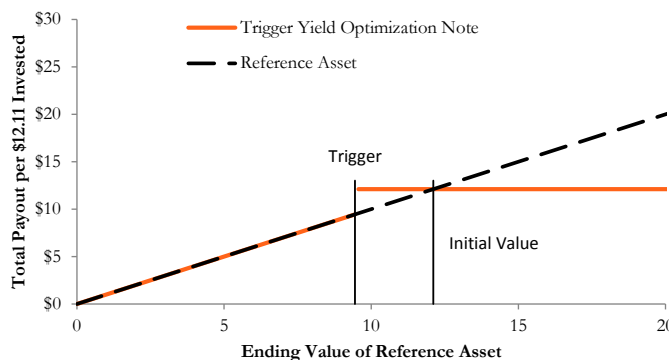 Trigger Yield Optimization Note
Reference Asset
Total Payout per $12.11 Invested
$30
$25
$20
$15
$10
$5
$0
Trigger
Initial Value
0
5
10
15
20
Ending Value of Reference Asset